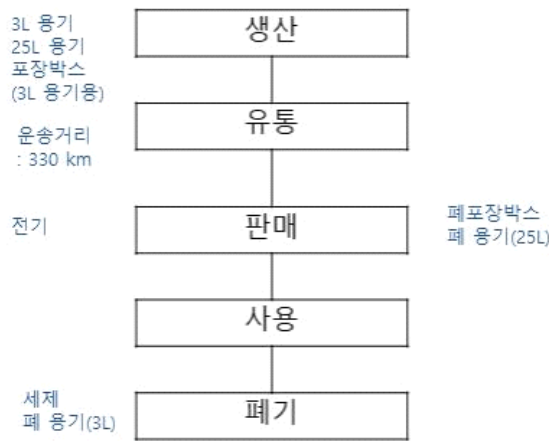 3L 용기
25L 용기
포장박스
(3L 용기용)
생산
유통
운송거리
: 330 km
전기
판매
폐포장박스
폐 용기(25L)
사용
세제
폐 용기(3L)
폐기